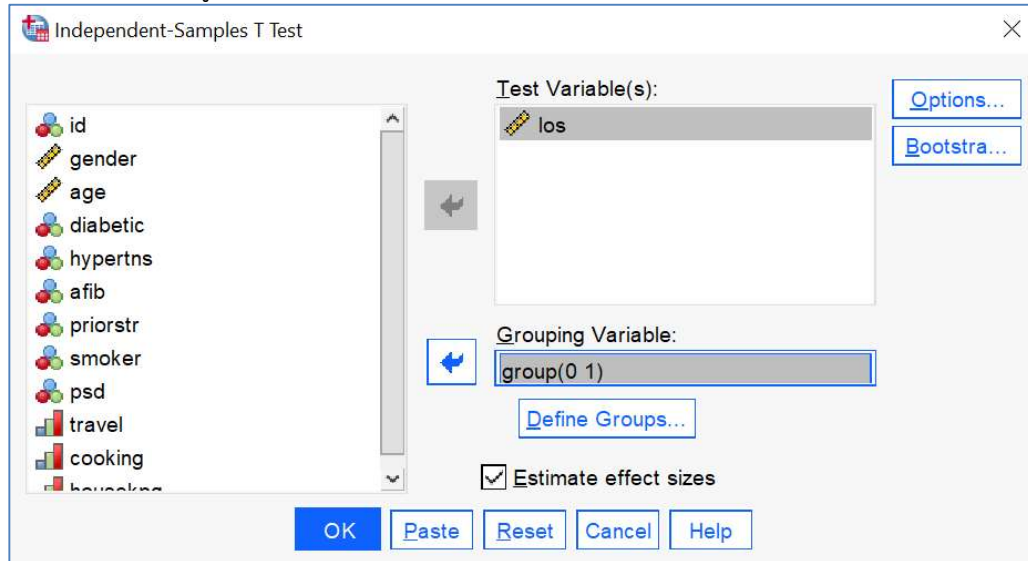 Independent-Samples T Test
id
gender
age
diabetic
hypertns
afib
priorstr
smoker
psd
travel
cooking
Test Variable(s):
los
Options...
Bootstra...
Grouping Variable:
group(0 1)
Define Groups...
Estimate effect sizes
OK Paste Reset Cancel Help